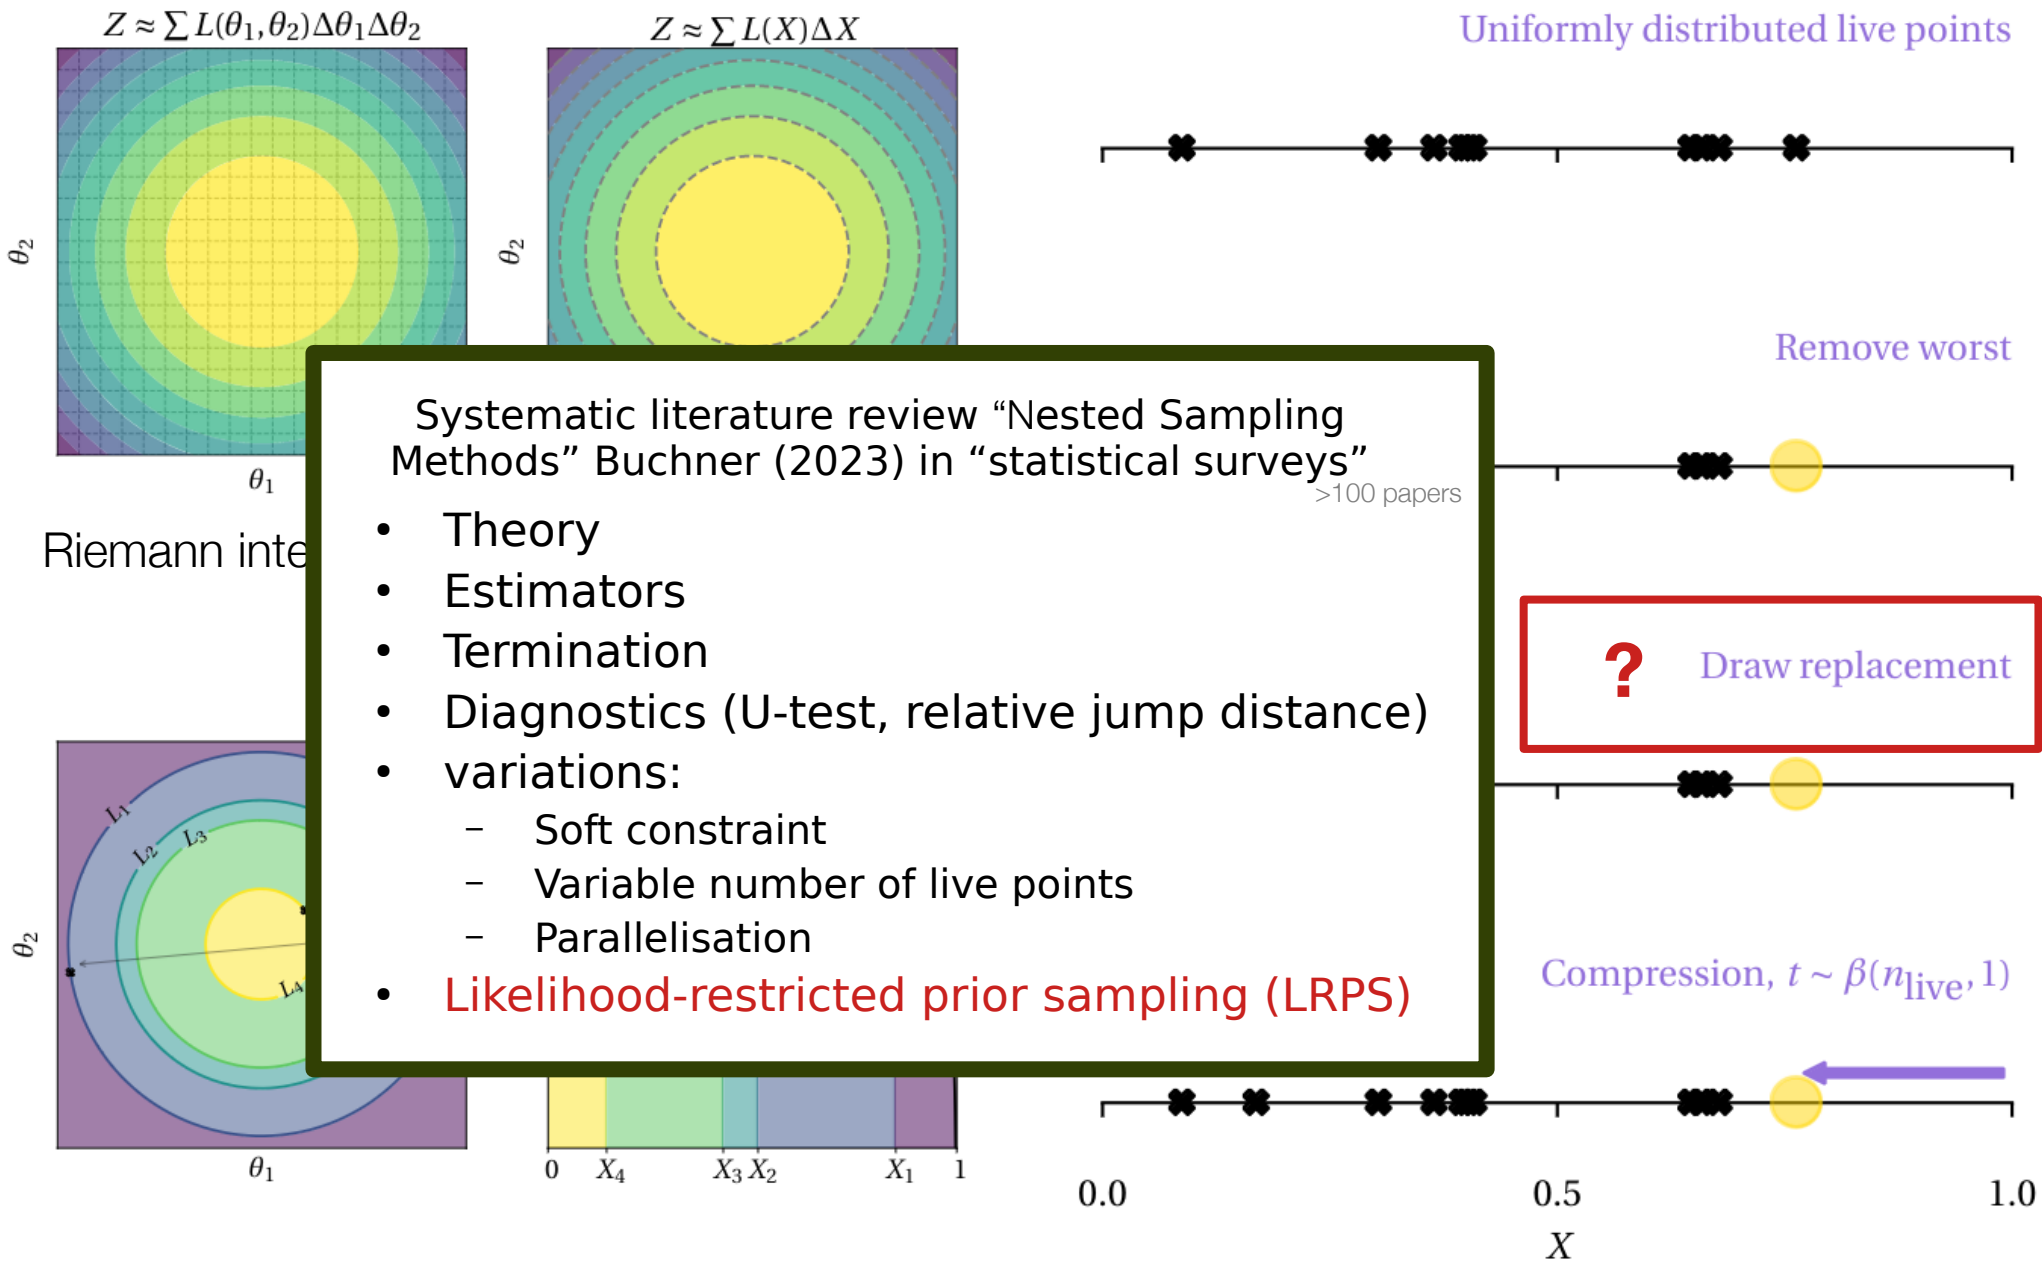 Z ≈ ∑ L(θ₁,θ₂)Δθ₁Δθ₂
θ₂
θ₁
Z ≈ ∑ L(X)ΔX
θ₂
Riemann inte
L₁
L₂
L₃
L₄
θ₂
θ₁
0 X₄ X₃ X₂ X₁ 1
Systematic literature review “Nested Sampling
Methods” Buchner (2023) in “statistical surveys”
>100 papers
• Theory
• Estimators
• Termination
• Diagnostics (U-test, relative jump distance)
• variations:
– Soft constraint
– Variable number of live points
– Parallelisation
• Likelihood-restricted prior sampling (LRPS)
Uniformly distributed live points
Remove worst
? Draw replacement
Compression, t ~ β(n_live, 1)
0.0 0.5 1.0
X